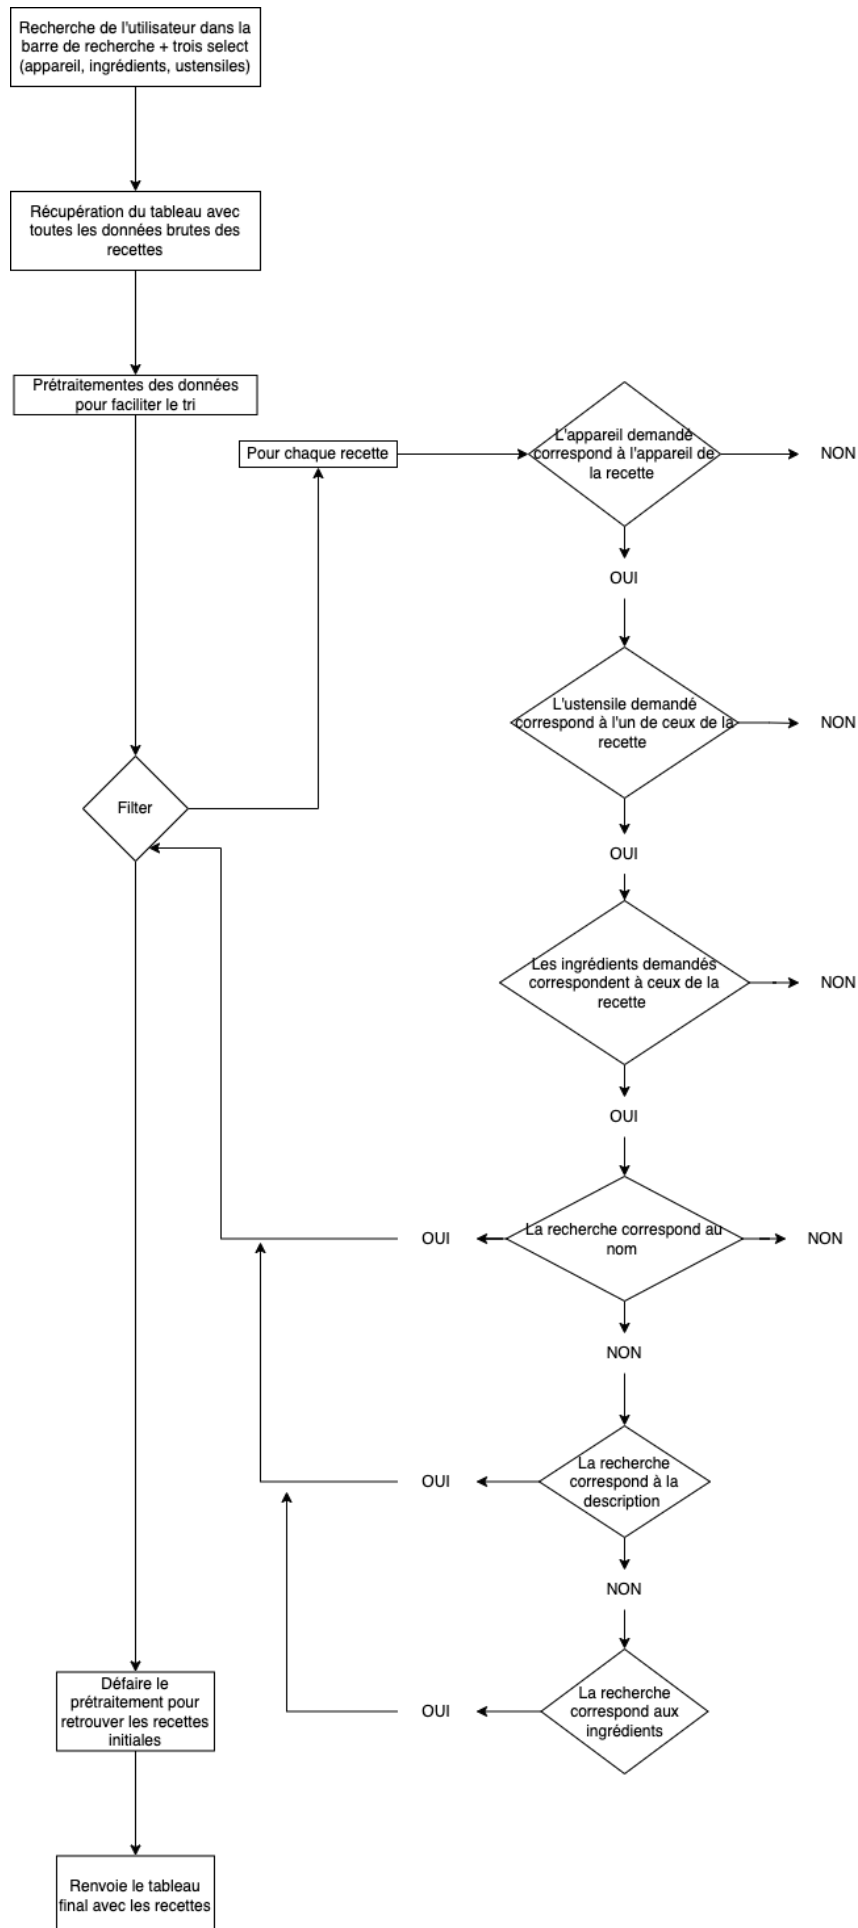 Recherche de l'utilisateur dans la
barre de recherche + trois select
(appareil, ingrédients, ustensiles)
Récupération du tableau avec
toutes les données brutes des
recettes
Prétraitementes des données
pour faciliter le tri
Pour chaque recette
L'appareil demandé
correspond à l'appareil de
la recette
NON
OUI
L'ustensile demandé
correspond à l'un de ceux de la
recette
NON
Filter
OUI
Les ingrédients demandés
correspondent à ceux de la
recette
NON
OUI
La recherche correspond au
nom
OUI
NON
NON
La recherche
correspond à la
description
OUI
NON
La recherche
correspond aux
ingrédients
OUI
Défaire le
prétraitement pour
retrouver les recettes
initiales
Renvoie le tableau
final avec les recettes